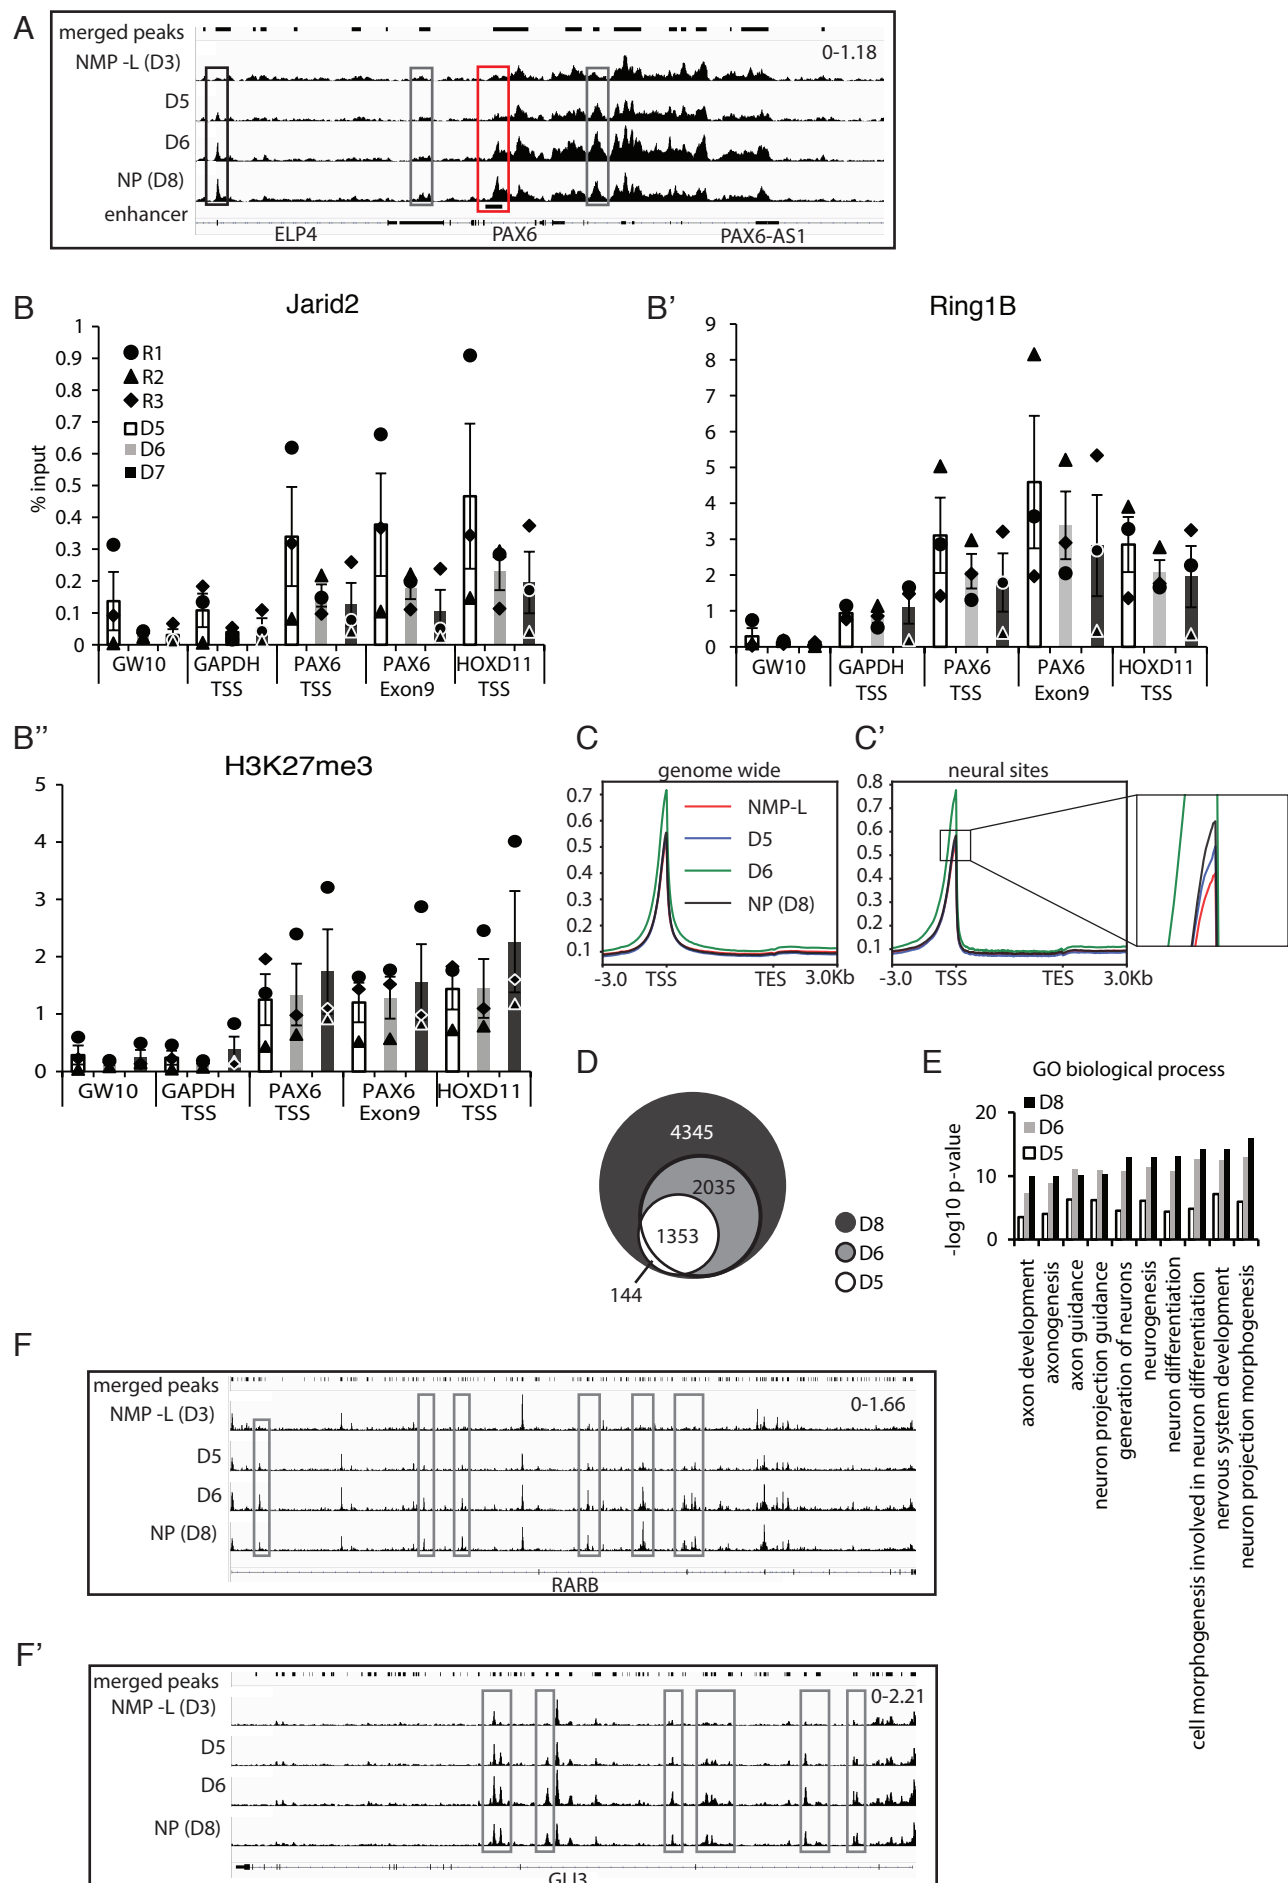 A
merged peaks
NMP -L (D3)
0-1.18
D5
D6
NP (D8)
enhancer
ELP4
PAX6
PAX6-AS1
B
Jarid2
% input
1
0.9
0.8
0.7
0.6
0.5
0.4
0.3
0.2
0.1
0
R1
R2
R3
D5
D6
D7
GW10
GAPDH
TSS
PAX6
TSS
PAX6
Exon9
HOXD11
TSS
B'
Ring1B
9
8
7
6
5
4
3
2
1
0
GW10
GAPDH
TSS
PAX6
TSS
PAX6
Exon9
HOXD11
TSS
B''
H3K27me3
5
4
3
2
1
0
GW10
GAPDH
TSS
PAX6
TSS
PAX6
Exon9
HOXD11
TSS
C
genome wide
0.7
0.6
0.5
0.4
0.3
0.2
0.1
NMP-L
D5
D6
NP (D8)
-3.0
TSS
TES
3.0Kb
C'
neural sites
0.8
0.7
0.6
0.5
0.4
0.3
0.2
0.1
-3.0
TSS
TES
3.0Kb
D
4345
2035
1353
144
D8
D6
D5
E
GO biological process
-log10 p-value
20
10
0
D8
D6
D5
axon development
axonogenesis
axon guidance
neuron projection guidance
generation of neurons
neurogenesis
neuron differentiation
cell morphogenesis involved in neuron differentiation
nervous system development
neuron projection morphogenesis
F
merged peaks
NMP -L (D3)
0-1.66
D5
D6
NP (D8)
RARB
F'
merged peaks
NMP -L (D3)
0-2.21
D5
D6
NP (D8)
GLI3